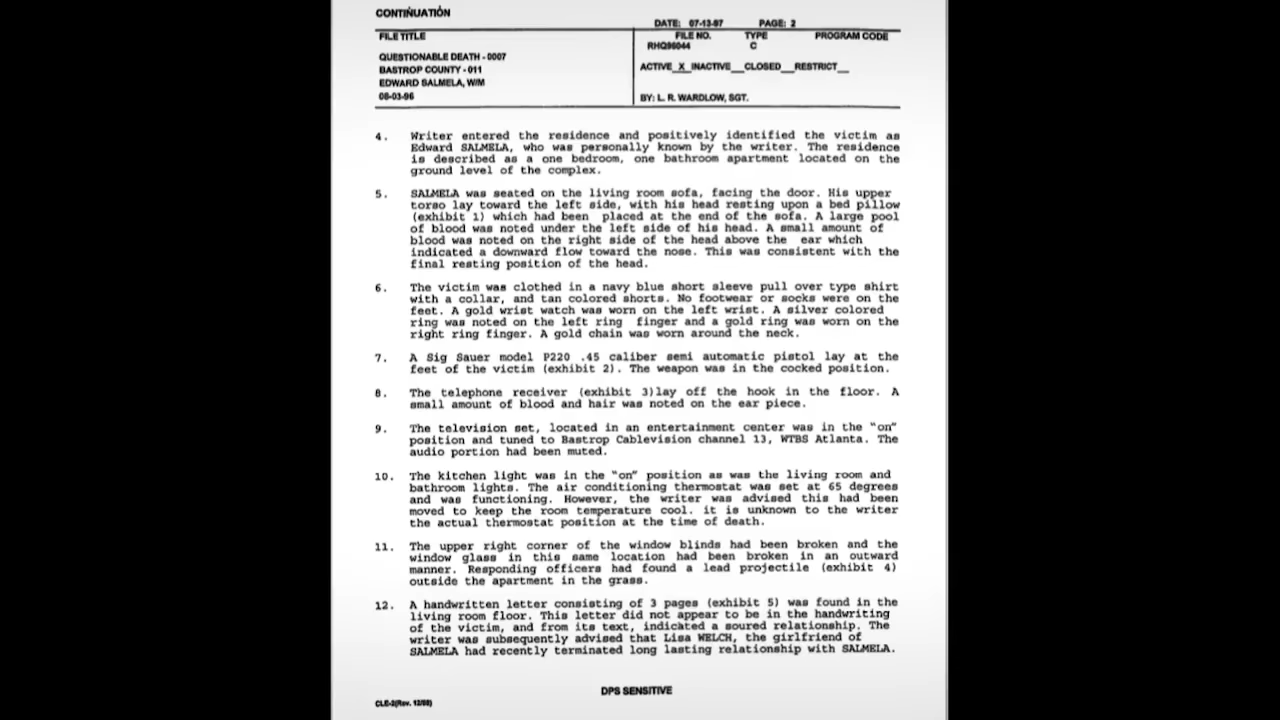 CONTINUATION
DATE: 07-13-97 PAGE: 2
FILE TITLE
FILE NO. TYPE PROGRAM CODE
RHQ96044 C
QUESTIONABLE DEATH - 0007
BASTROP COUNTY - 011
EDWARD SALMELA, W/M
08-03-96
ACTIVE_X_INACTIVE__CLOSED__RESTRICT__
BY: L. R. WARDLOW, SGT.
4. Writer entered the residence and positively identified the victim as
Edward SALMELA, who was personally known by the writer. The residence
is described as a one bedroom, one bathroom apartment located on the
ground level of the complex.
5. SALMELA was seated on the living room sofa, facing the door. His upper
torso lay toward the left side, with his head resting upon a bed pillow
(exhibit 1) which had been placed at the end of the sofa. A large pool
of blood was noted under the left side of his head. A small amount of
blood was noted on the right side of the head above the ear which
indicated a downward flow toward the nose. This was consistent with the
final resting position of the head.
6. The victim was clothed in a navy blue short sleeve pull over type shirt
with a collar, and tan colored shorts. No footwear or socks were on the
feet. A gold wrist watch was worn on the left wrist. A silver colored
ring was noted on the left ring finger and a gold ring was worn on the
right ring finger. A gold chain was worn around the neck.
7. A Sig Sauer model P220 .45 caliber semi automatic pistol lay at the
feet of the victim (exhibit 2). The weapon was in the cocked position.
8. The telephone receiver (exhibit 3)lay off the hook in the floor. A
small amount of blood and hair was noted on the ear piece.
9. The television set, located in an entertainment center was in the "on"
position and tuned to Bastrop Cablevision channel 13, WTBS Atlanta. The
audio portion had been muted.
10. The kitchen light was in the "on" position as was the living room and
bathroom lights. The air conditioning thermostat was set at 65 degrees
and was functioning. However, the writer was advised this had been
moved to keep the room temperature cool. it is unknown to the writer
the actual thermostat position at the time of death.
11. The upper right corner of the window blinds had been broken and the
window glass in this same location had been broken in an outward
manner. Responding officers had found a lead projectile (exhibit 4)
outside the apartment in the grass.
12. A handwritten letter consisting of 3 pages (exhibit 5) was found in the
living room floor. This letter did not appear to be in the handwriting
of the victim, and from its text, indicated a soured relationship. The
writer was subsequently advised that Lisa WELCH, the girlfriend of
SALMELA had recently terminated long lasting relationship with SALMELA.
DPS SENSITIVE
CLE-2(Rev. 12/88)